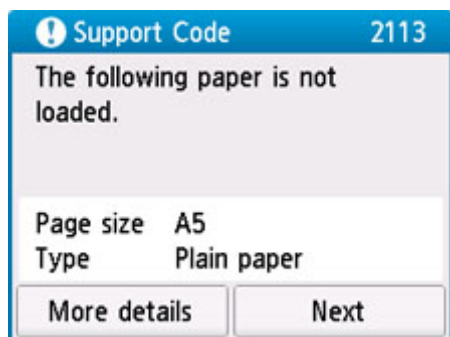 Support Code 2113
The following paper is not
loaded.
Page size A5
Type Plain paper
More details Next